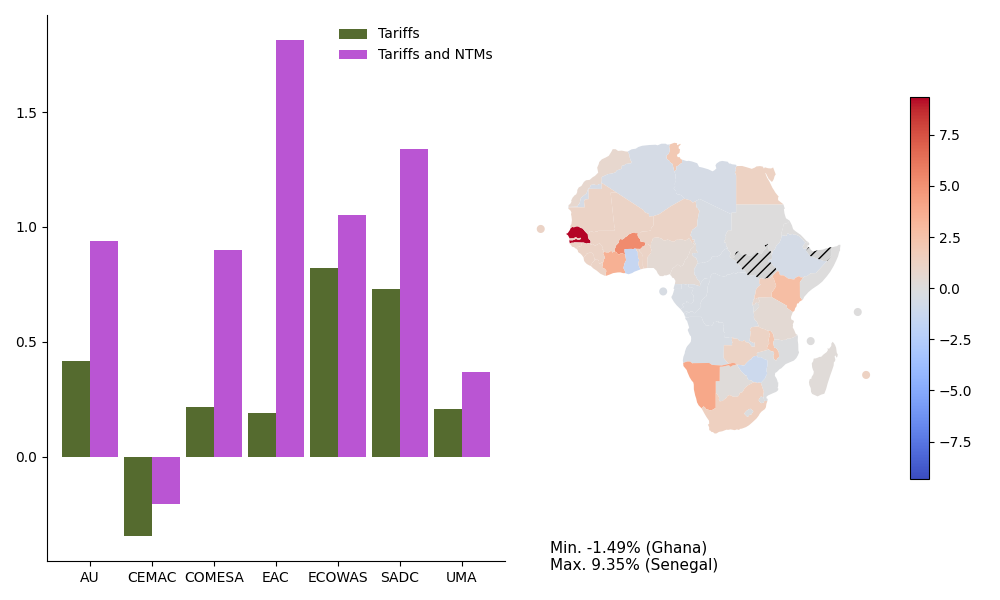 Tariffs
Tariffs and NTMs
1.5
1.0
0.5
0.0
AU CEMAC COMESA EAC ECOWAS SADC UMA
7.5
5.0
2.5
0.0
−2.5
−5.0
−7.5
Min. -1.49% (Ghana)
Max. 9.35% (Senegal)